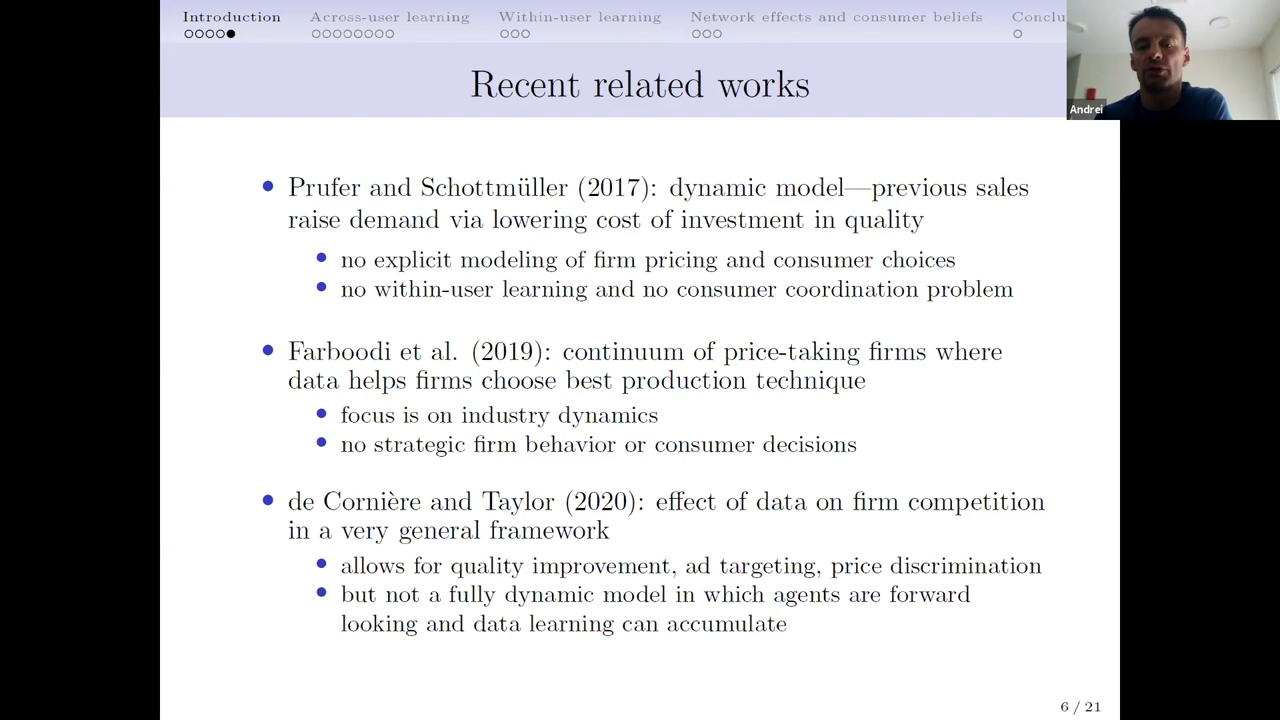 Introduction Across-user learning Within-user learning Network effects and consumer beliefs Conclu
Recent related works
Andrei
Prufer and Schottmüller (2017): dynamic model—previous sales
raise demand via lowering cost of investment in quality
no explicit modeling of firm pricing and consumer choices
no within-user learning and no consumer coordination problem
Farboodi et al. (2019): continuum of price-taking firms where
data helps firms choose best production technique
focus is on industry dynamics
no strategic firm behavior or consumer decisions
de Cornière and Taylor (2020): effect of data on firm competition
in a very general framework
allows for quality improvement, ad targeting, price discrimination
but not a fully dynamic model in which agents are forward
looking and data learning can accumulate
6 / 21